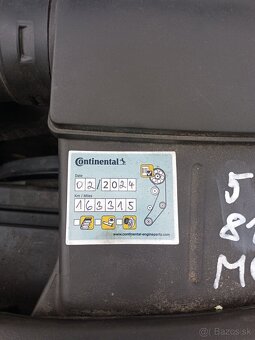 Continental
Date
02/2024
Km / Miles
163315
www.continental-engineparts.com
5
8
M
© Bazos.sk